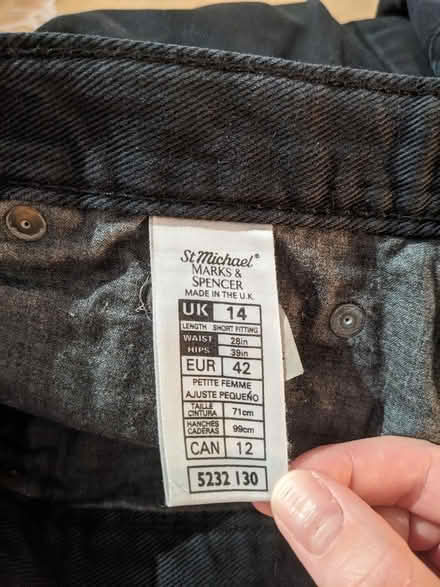 St Michael®
MARKS &
SPENCER
MADE IN THE U.K.
UK 14
LENGTH SHORT FITTING
WAIST 28in
HIPS 39in
EUR 42
PETITE FEMME
AJUSTE PEQUEÑO
TAILLE CINTURA 71cm
HANCHES CADERAS 99cm
CAN 12
5232 130